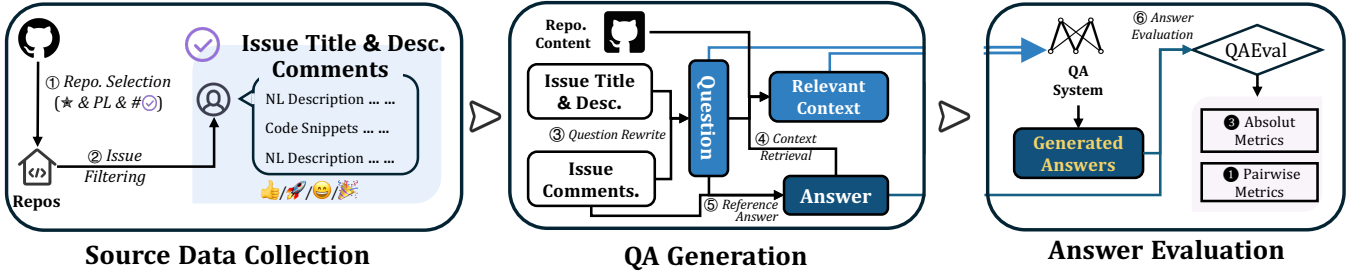 ① Repo. Selection
(★ & PL & #✓)
② Issue
Filtering
Repos
Issue Title & Desc.
Comments
NL Description ... ...
Code Snippets ... ...
NL Description ... ...
👍/🚀/😄/🎉
Source Data Collection
Repo.
Content
Issue Title
& Desc.
③ Question Rewrite
Issue
Comments.
Question
Relevant
Context
④ Context
Retrieval
⑤ Reference
Answer
Answer
QA Generation
QA
System
Generated
Answers
⑥ Answer
Evaluation
QAEval
❸ Absolut
Metrics
❶ Pairwise
Metrics
Answer Evaluation